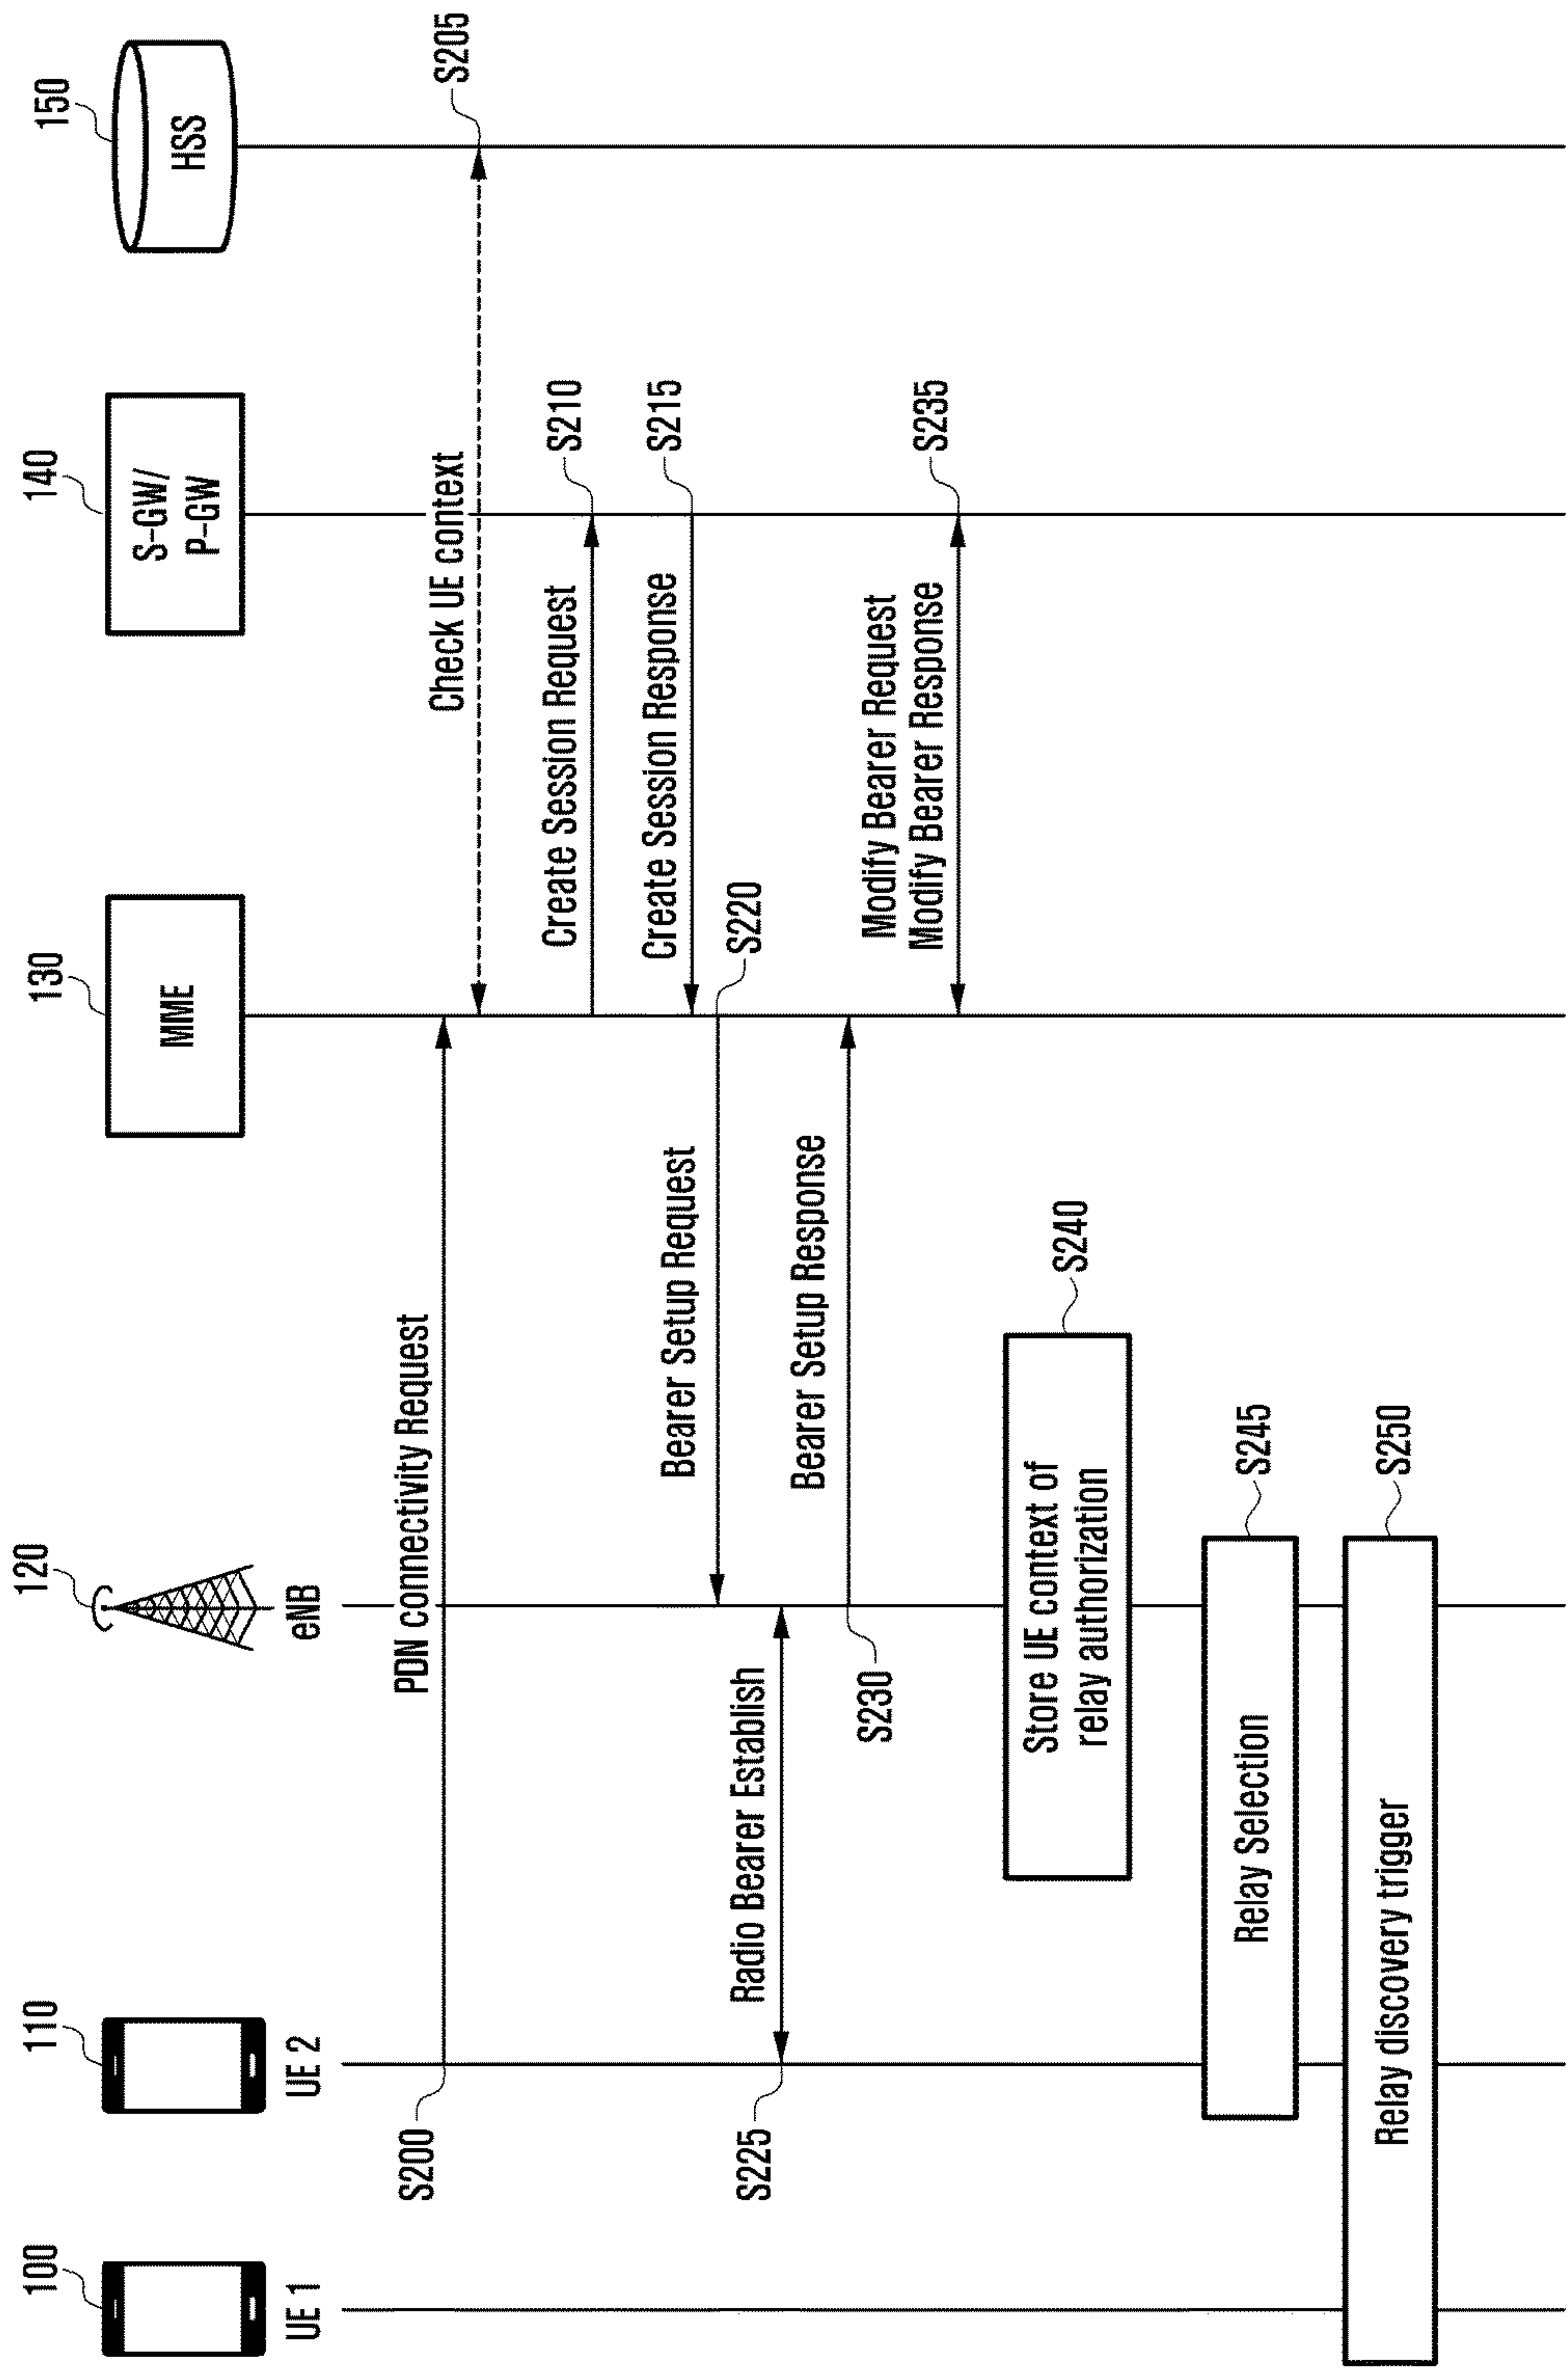 100
110
120
130
140
150
UE 1
UE 2
eNB
MME
S-GW/
P-GW
HSS
S200
PDN connectivity Request
Check UE context
S205
Create Session Request
S210
Create Session Response
S215
Bearer Setup Request
S220
S225
Radio Bearer Establish
Bearer Setup Response
S230
Modify Bearer Request
Modify Bearer Response
S235
Store UE context of
relay authorization
S240
Relay Selection
S245
Relay discovery trigger
S250